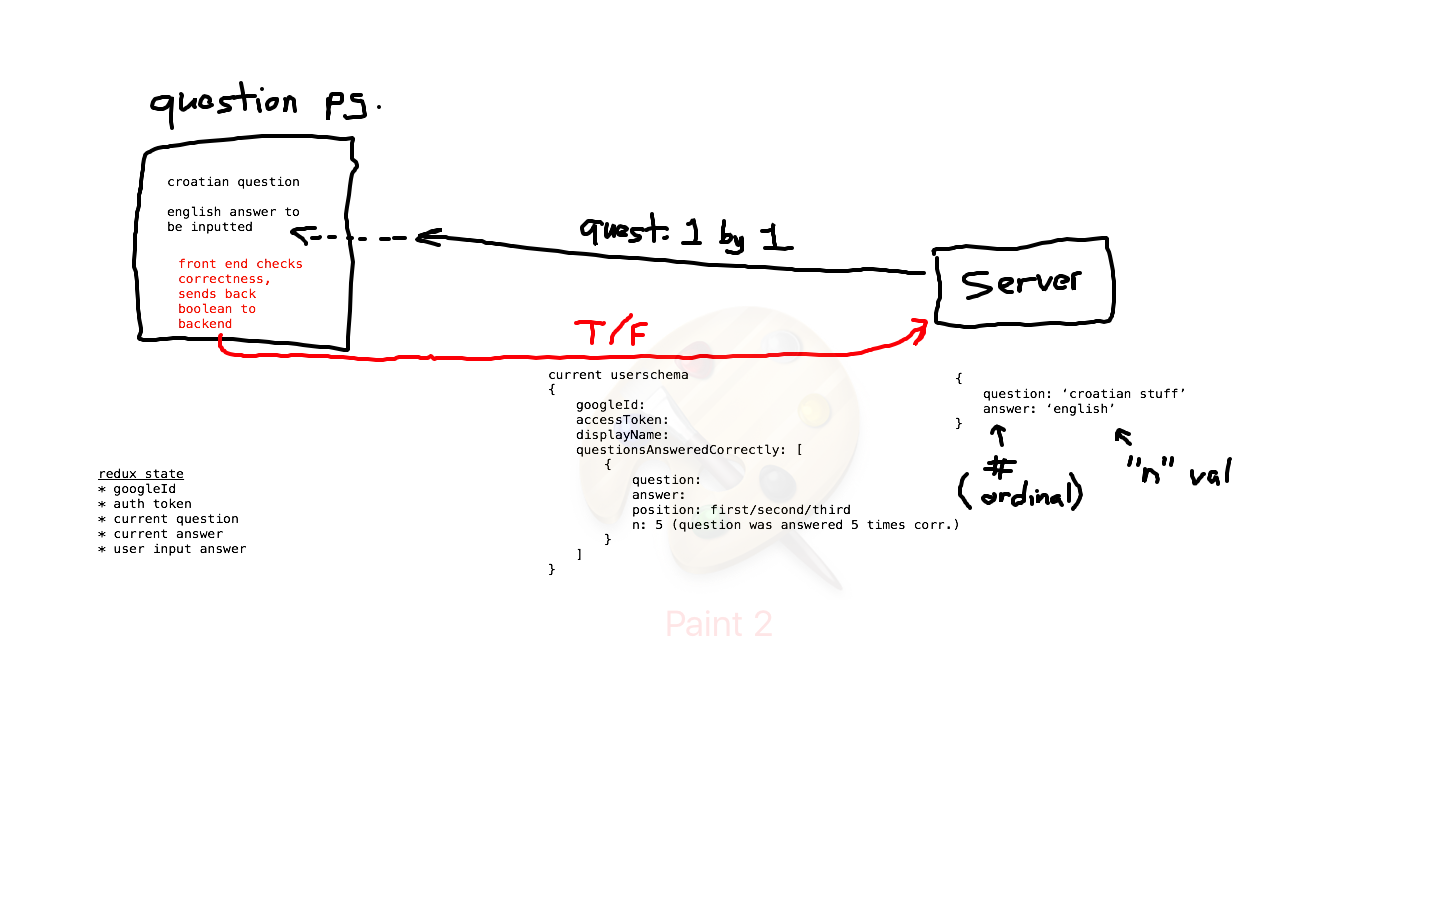 question pg.
croatian question
english answer to
be inputted
front end checks
correctness,
sends back
boolean to
backend
quest. 1 by 1
Server
T/F
current userschema
{
googleId:
accessToken:
displayName:
questionsAnsweredCorrectly: [
{
question:
answer:
position: first/second/third
n: 5 (question was answered 5 times corr.)
}
]
}
{
question: ‘croatian stuff’
answer: ‘english’
}
#
(ordinal)
"n" val
redux state
* googleId
* auth token
* current question
* current answer
* user input answer
Paint 2